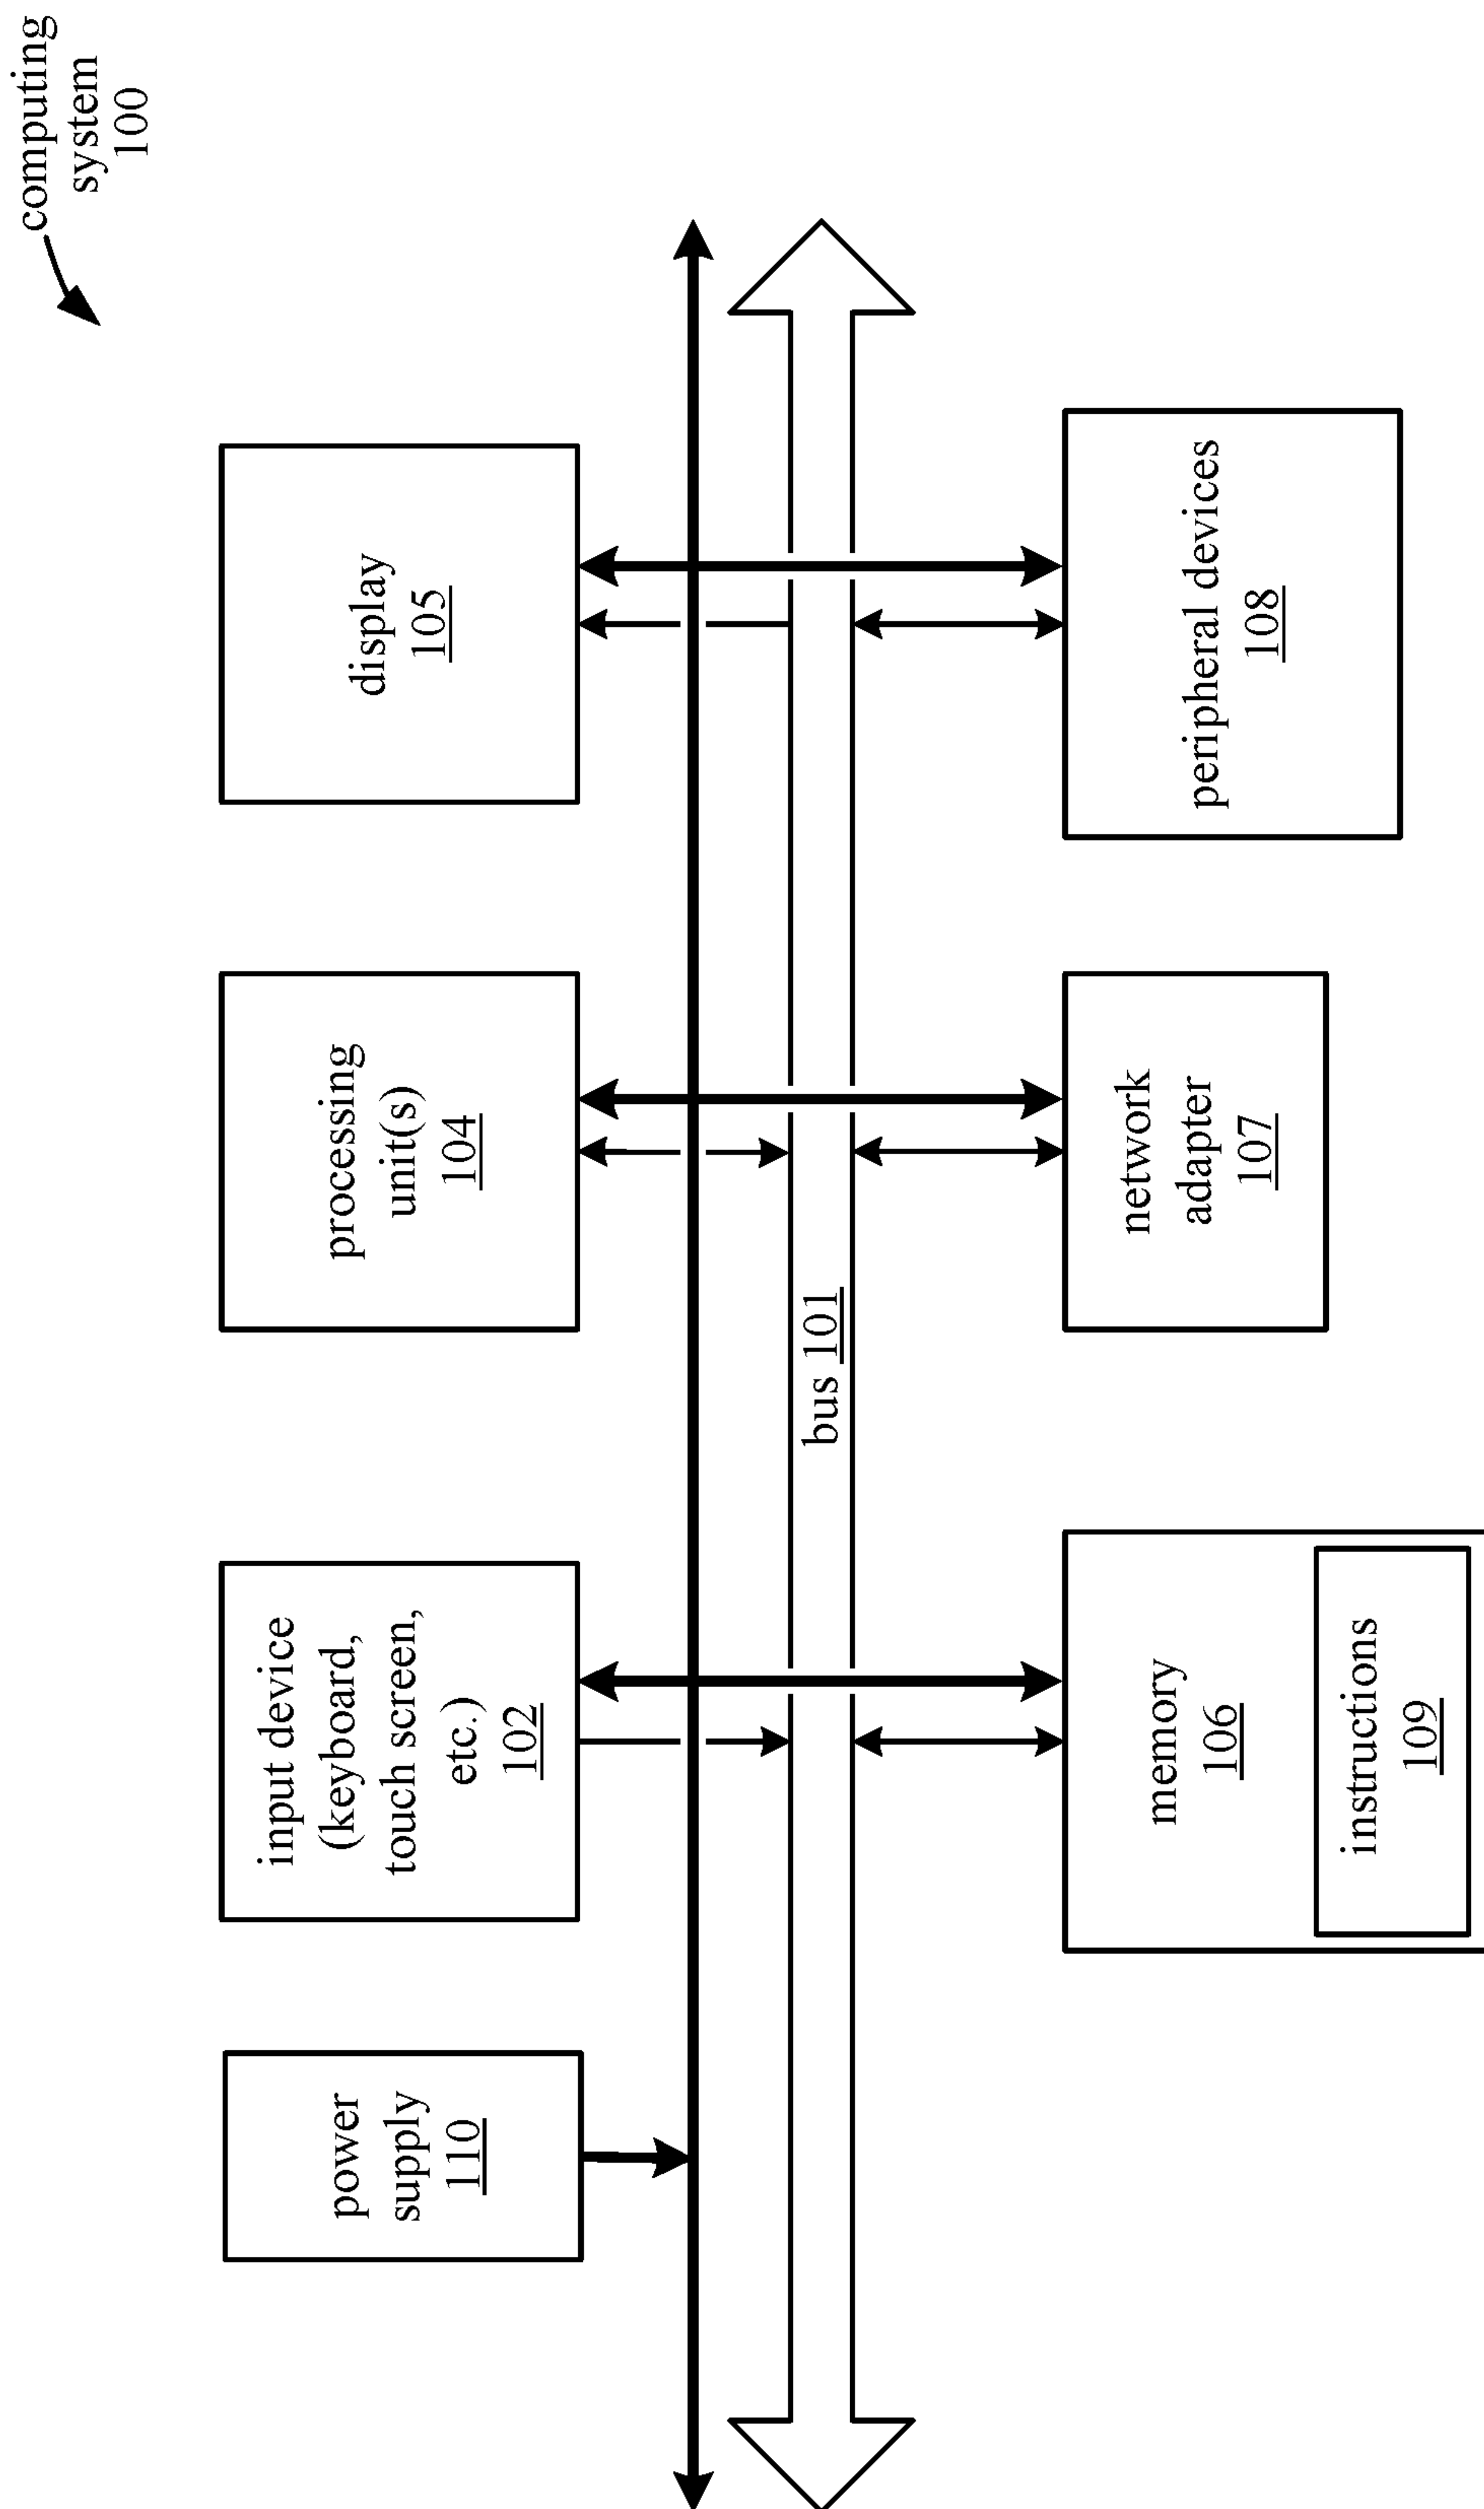 computing
system
100
power
supply
110
input device
(keyboard,
touch screen,
etc.)
102
processing
unit(s)
104
display
105
bus 101
memory
106
instructions
109
network
adapter
107
peripheral devices
108